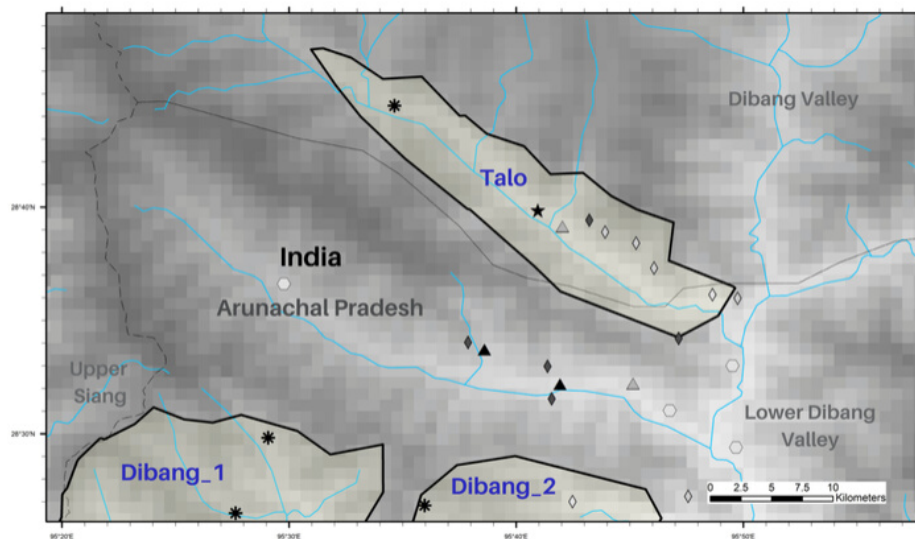 Dibang Valley
Talo
28°40'N
India
Arunachal Pradesh
Upper
Siang
Lower Dibang
Valley
28°30'N
Dibang_1
Dibang_2
0 2.5 5 7.5 10
Kilometers
95°20'E 95°30'E 95°40'E 95°50'E